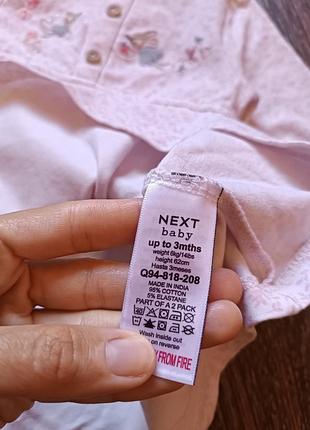 NEXT
baby
up to 3mths
weight 6kg/14lbs
height 62cm
Hasta 3meses
Q94-818-208
MADE IN INDIA
95% COTTON
5% ELASTANE
PART OF A 2 PACK
Wash inside out
on reverse
FROM FIRE